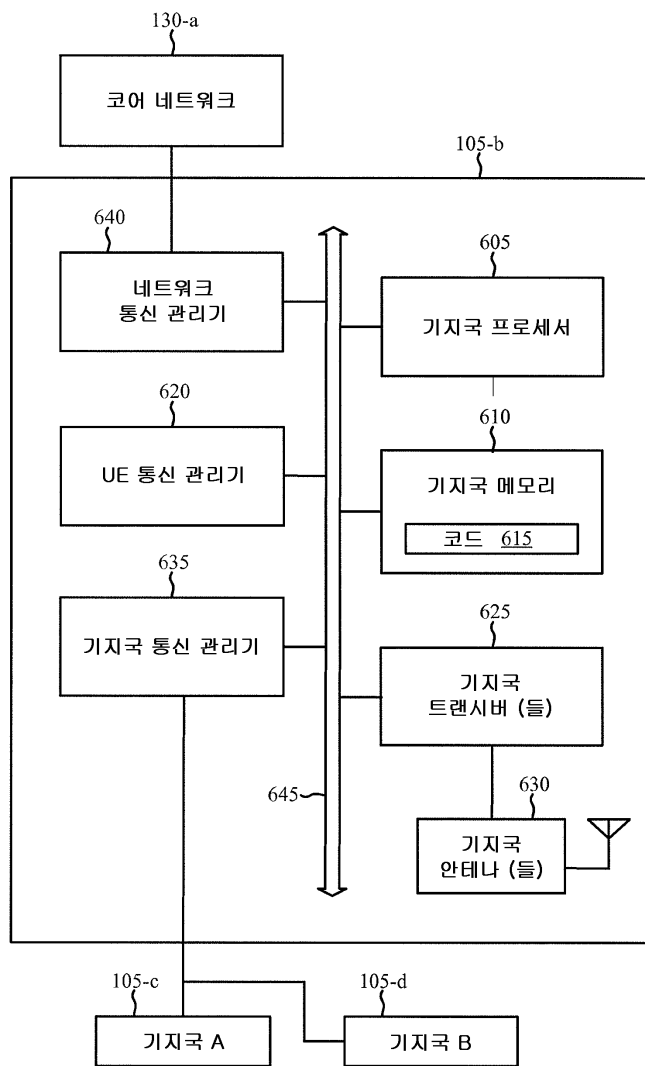 130-a
코어 네트워크
105-b
640
네트워크
통신 관리기
605
기지국 프로세서
620
UE 통신 관리기
610
기지국 메모리
코드 615
635
기지국 통신 관리기
625
기지국
트랜시버 (들)
645
630
기지국
안테나 (들)
105-c
기지국 A
105-d
기지국 B